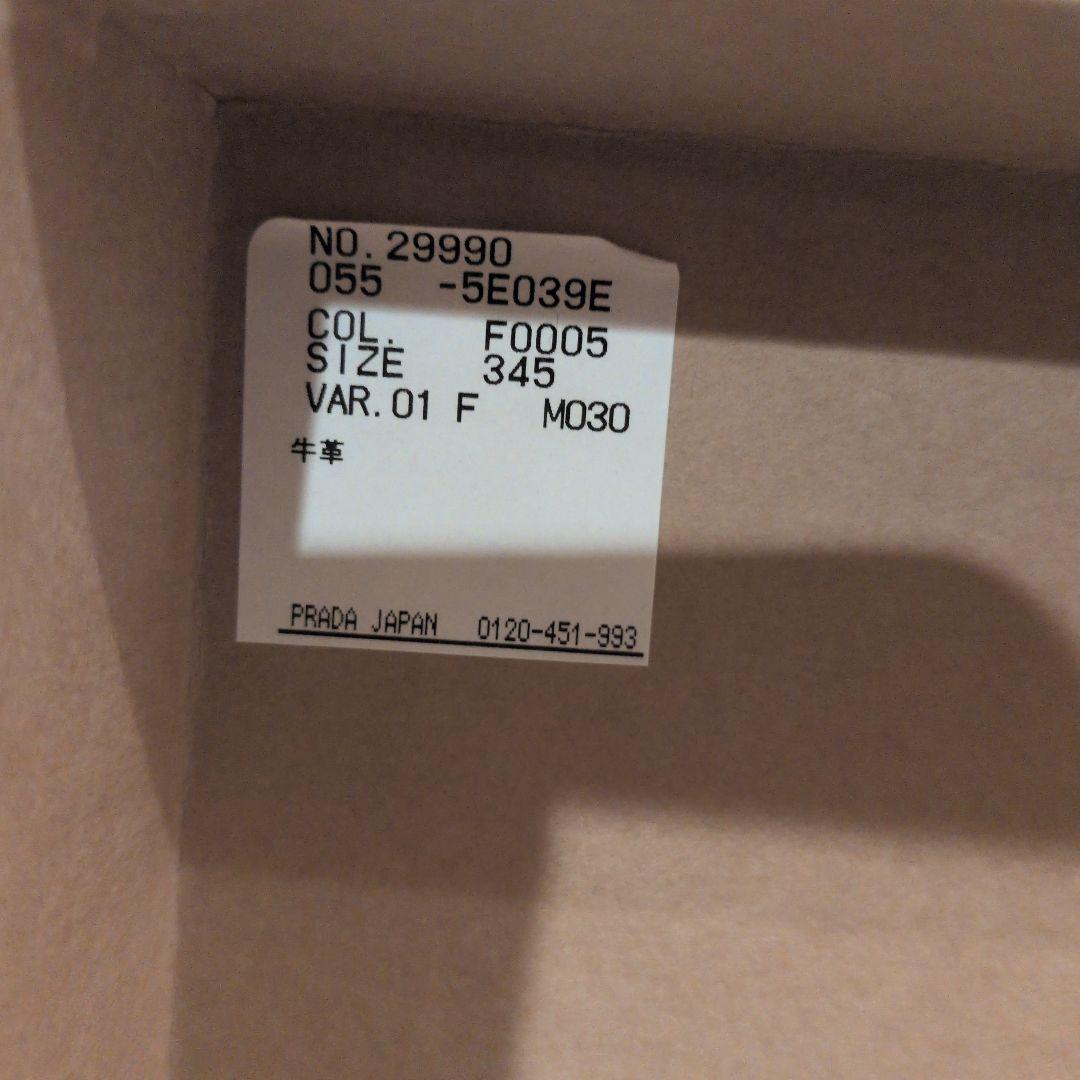 NO.29990
055 -5E039E
COL. F0005
SIZE 345
VAR.01 F M030
牛革
PRADA JAPAN 0120-451-993